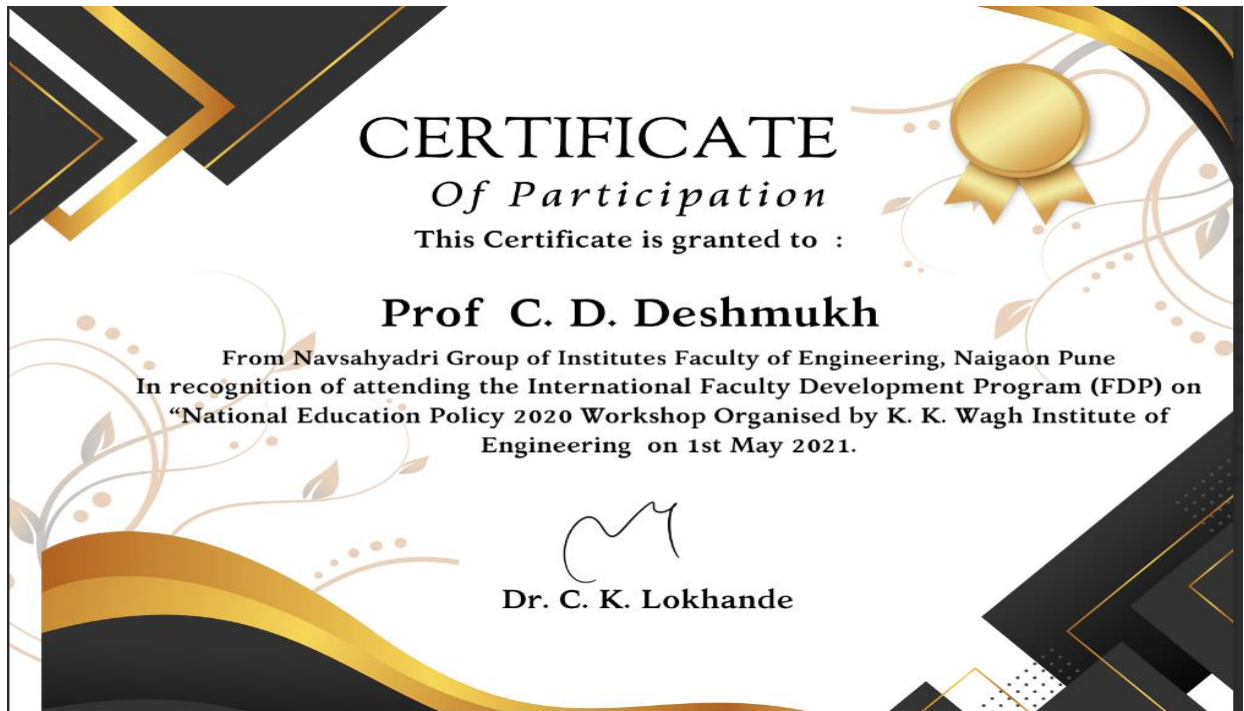 CERTIFICATE
Of Participation
This Certificate is granted to :
Prof C. D. Deshmukh
From Navsahyadri Group of Institutes Faculty of Engineering, Naigaon Pune
In recognition of attending the International Faculty Development Program (FDP) on
“National Education Policy 2020 Workshop Organised by K. K. Wagh Institute of
Engineering on 1st May 2021.
Dr. C. K. Lokhande